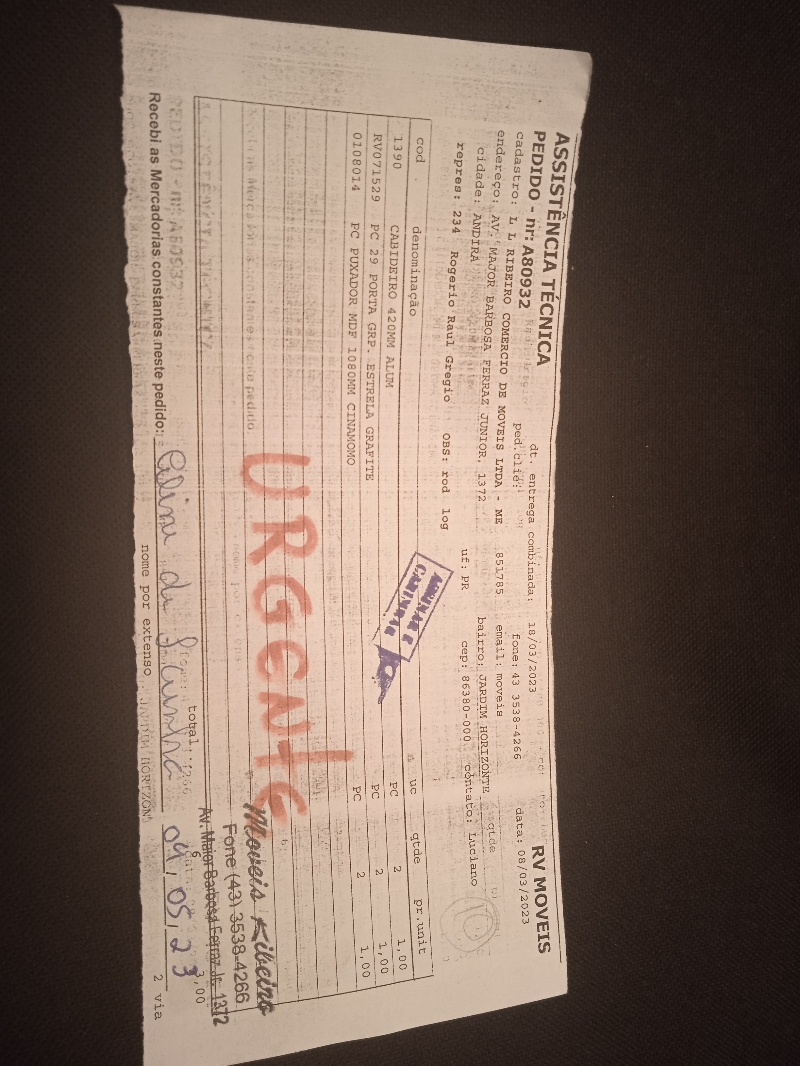 ASSISTÊNCIA TÉCNICA RV MOVEIS
PEDIDO - nr: A80932 dt. entrega combinada: 18/03/2023 data: 08/03/2023
ped.clie:
cadastro: L L RIBEIRO COMERCIO DE MOVEIS LTDA - ME 851785 fone: 43 3538-4266
endereço: AV. MAJOR BARBOSA FERRAZ JUNIOR, 1372 email: moveis
cidade: ANDIRA bairro: JARDIM HORIZONTE
uf: PR cep: 86380-000 contato: Luciano
repres: 234 Rogerio Raul Gregio OBS: rod log
cod. denominação uc qtde pr.unit
1390 CABIDEIRO 420MM ALUM PC 2 1,00
RV071529 PC 29 PORTA GRP. ESTRELA GRAFITE PC 2 1,00
0108014 PC PUXADOR MDF 1080MM CINAMOMO PC 2 1,00
ASSINAR E
CARIMBAR
URGENTE
Moveis Ribeiro
Fone (43) 3538-4266
Av. Major Barbosa Ferraz Jr. 1372
total: 6 3,00
Recebi as Mercadorias constantes neste pedido: 04, 05, 23
nome por extenso 2 via